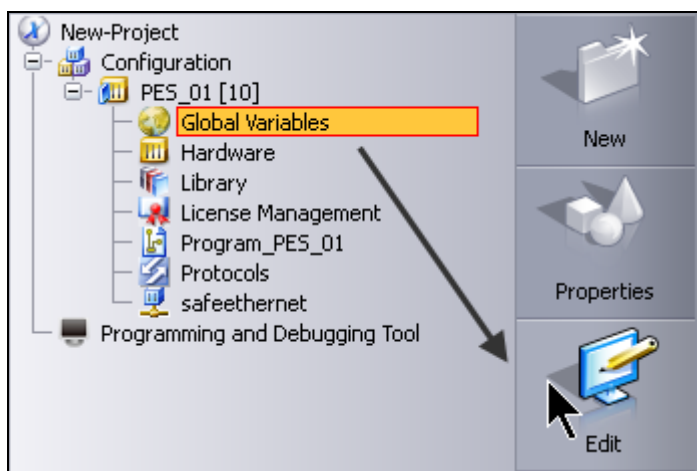 New-Project
Configuration
PES_01 [10]
Global Variables
Hardware
Library
License Management
Program_PES_01
Protocols
safeethernet
Programming and Debugging Tool
New
Properties
Edit